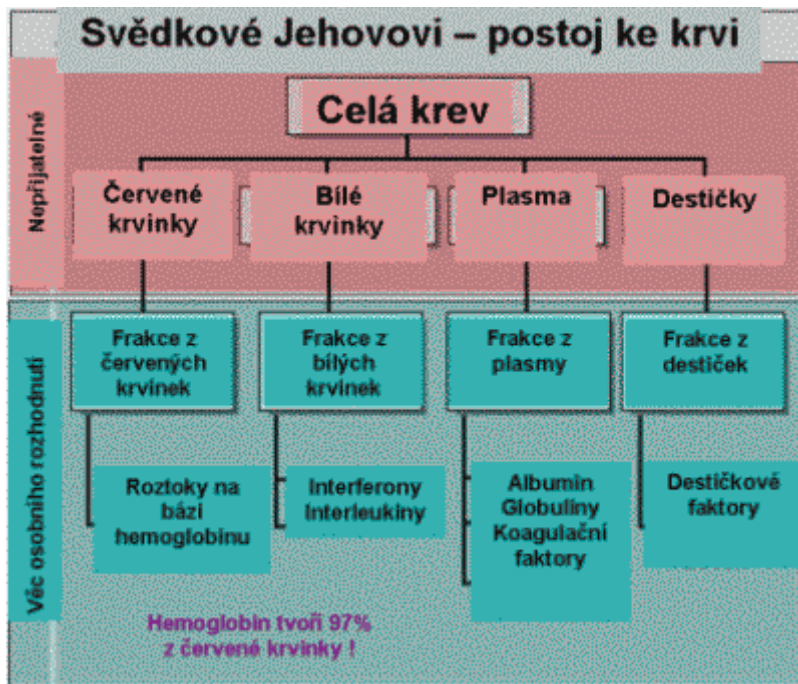 Svědkové Jehovovi – postoj ke krvi
Nepřijatelné
Celá krev
Červené
krvinky
Bílé
krvinky
Plasma
Destičky
Věc osobního rozhodnutí
Frakce z
červených
krvinek
Frakce z
bílých
krvinek
Frakce z
plasmy
Frakce z
destiček
Roztoky na
bázi
hemoglobinu
Interferony
Interleukiny
Albumin
Globuliny
Koagulační
faktory
Destičkové
faktory
Hemoglobin tvoří 97%
z červené krvinky !